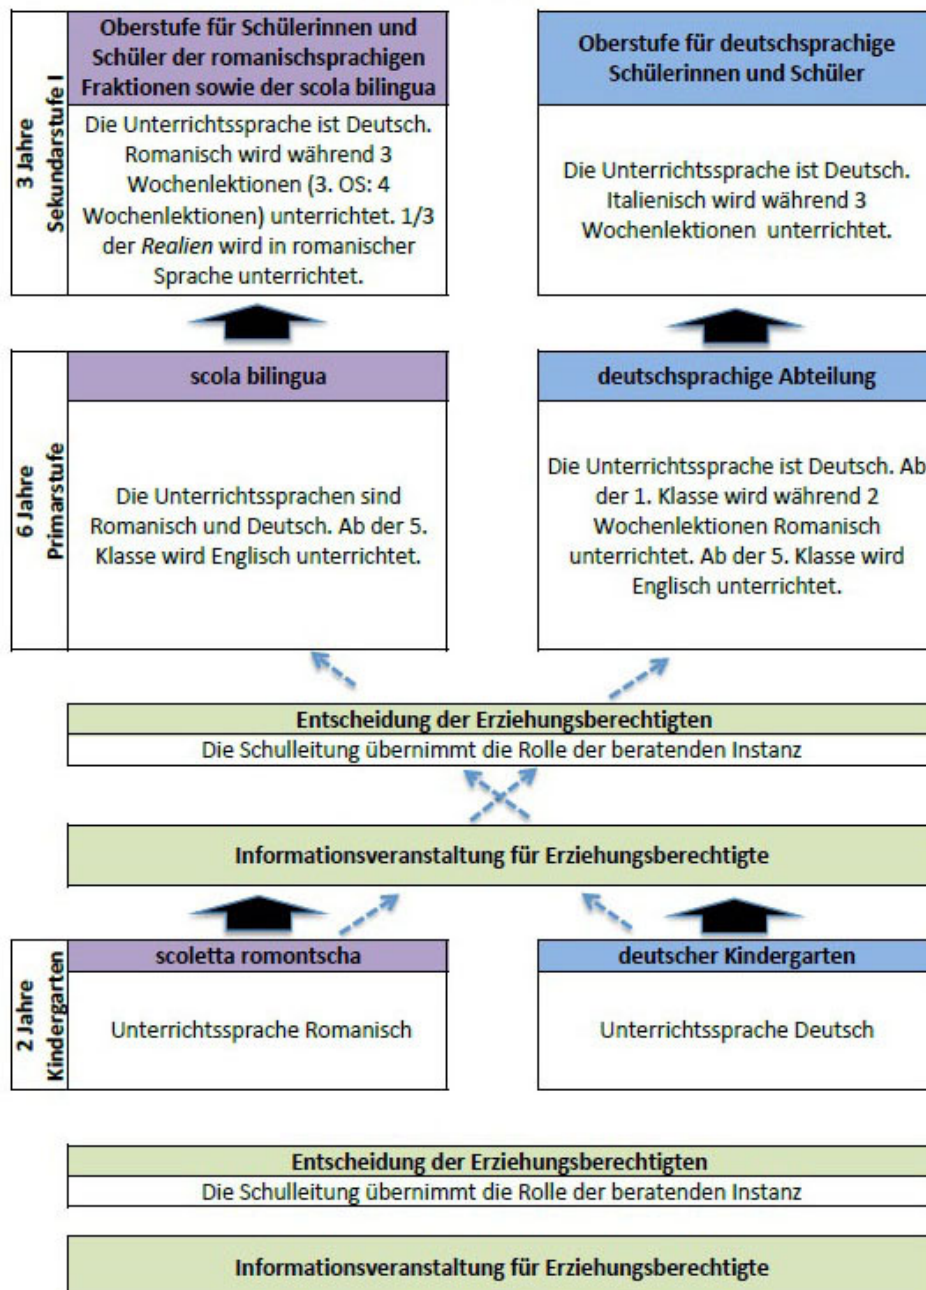 Oberstufe für Schülerinnen und
Schüler der romanischsprachigen
Fraktionen sowie der scola bilingua
Oberstufe für deutschsprachige
Schülerinnen und Schüler
3 Jahre
Sekundarstufe I
Die Unterrichtssprache ist Deutsch.
Romanisch wird während 3
Wochenlektionen (3. OS: 4
Wochenlektionen) unterrichtet. 1/3
der Realien wird in romanischer
Sprache unterrichtet.
Die Unterrichtssprache ist Deutsch.
Italienisch wird während 3
Wochenlektionen unterrichtet.
scola bilingua
deutschsprachige Abteilung
6 Jahre
Primarstufe
Die Unterrichtssprachen sind
Romanisch und Deutsch. Ab der 5.
Klasse wird Englisch unterrichtet.
Die Unterrichtssprache ist Deutsch. Ab
der 1. Klasse wird während 2
Wochenlektionen Romanisch
unterrichtet. Ab der 5. Klasse wird
Englisch unterrichtet.
Entscheidung der Erziehungsberechtigten
Die Schulleitung übernimmt die Rolle der beratenden Instanz
Informationsveranstaltung für Erziehungsberechtigte
scoletta romontscha
deutscher Kindergarten
2 Jahre
Kindergarten
Unterrichtssprache Romanisch
Unterrichtssprache Deutsch
Entscheidung der Erziehungsberechtigten
Die Schulleitung übernimmt die Rolle der beratenden Instanz
Informationsveranstaltung für Erziehungsberechtigte